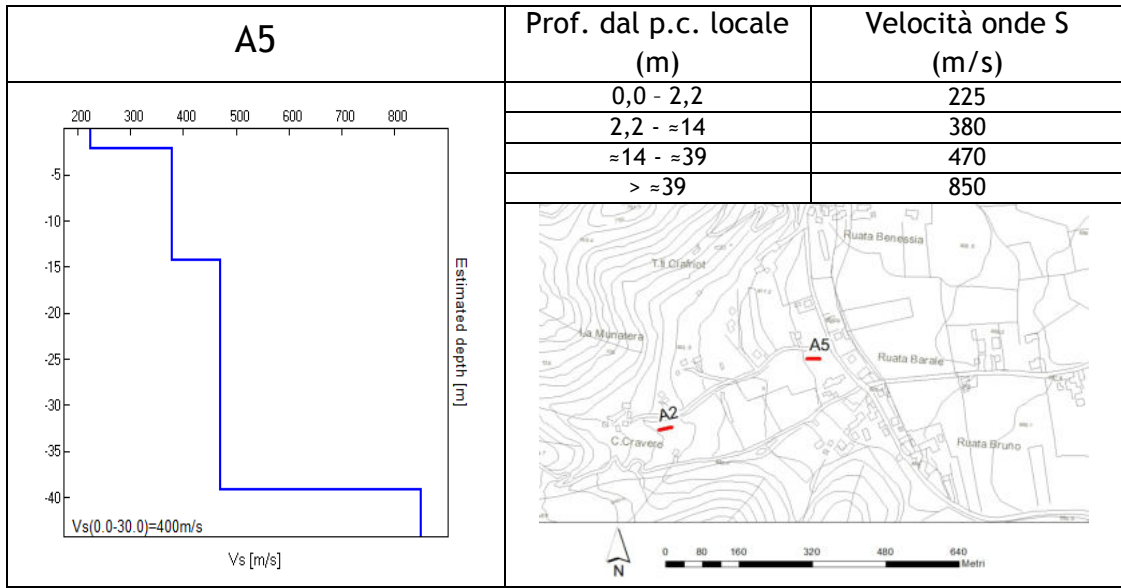 A5
Prof. dal p.c. locale
(m)
Velocità onde S
(m/s)
0,0 – 2,2
225
2,2 - ≈14
380
≈14 - ≈39
470
> ≈39
850
200 300 400 500 600 700 800
-5
-10
-15
-20
-25
-30
-35
-40
Estimated depth [m]
Vs(0.0-30.0)=400m/s
Vs [m/s]
Ruata Benessia
T.ti Ciafriot
La Muniatera
A5
Ruata Barale
A2
C.Cravere
Ruata Bruno
N
0 80 160 320 480 640
Metri